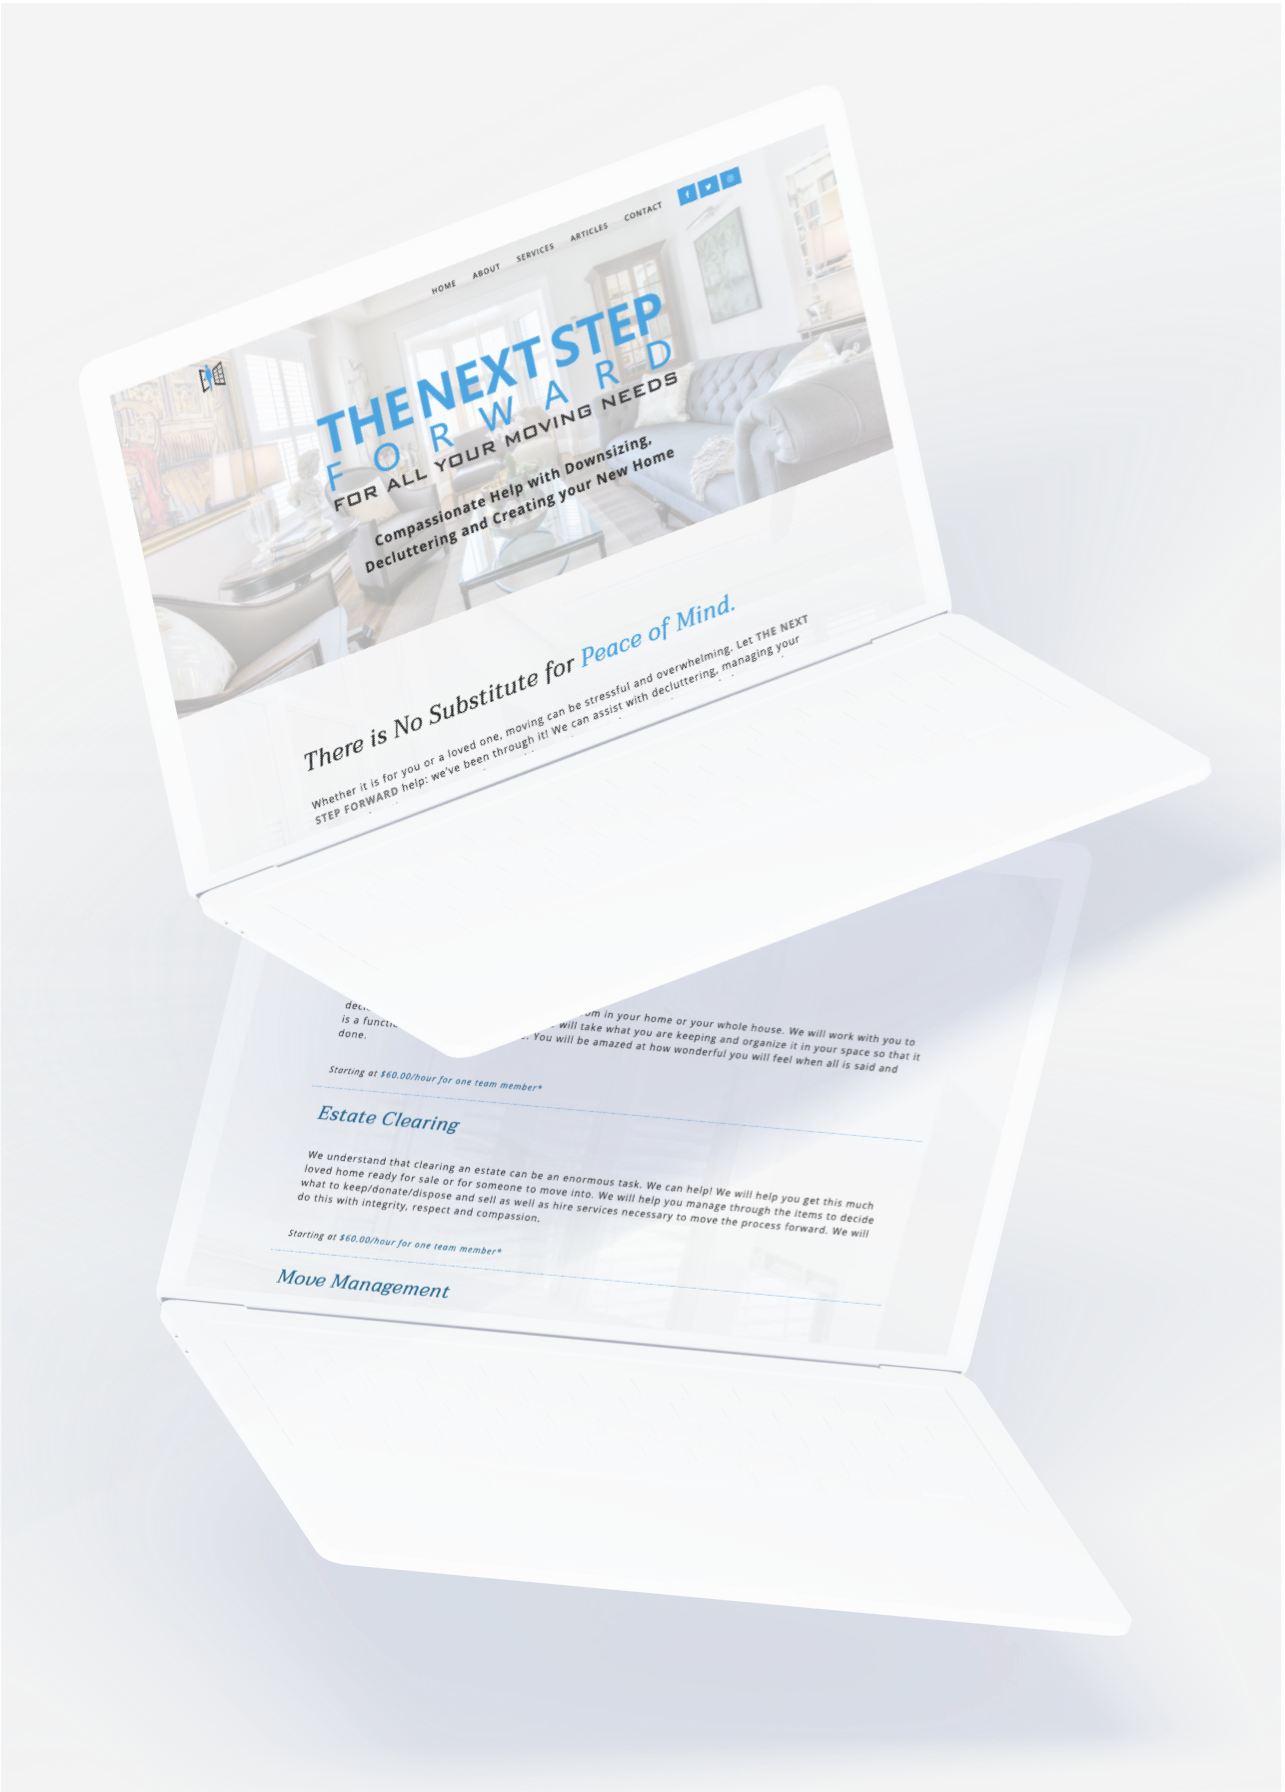 HOME ABOUT SERVICES ARTICLES CONTACT
THE NEXT STEP
FORWARD
FOR ALL YOUR MOVING NEEDS
Compassionate Help with Downsizing,
Decluttering and Creating your New Home
There is No Substitute for Peace of Mind.
Whether it is for you or a loved one, moving can be stressful and overwhelming. Let THE NEXT
STEP FORWARD help: we've been through it! We can assist with decluttering, managing your
in your home or your whole house. We will work with you to
is a will take what you are keeping and organize it in your space so that it
done. You will be amazed at how wonderful you will feel when all is said and
Starting at $60.00/hour for one team member*
Estate Clearing
We understand that clearing an estate can be an enormous task. We can help! We will help you get this much
loved home ready for sale or for someone to move into. We will help you manage through the items to decide
what to keep/donate/dispose and sell as well as hire services necessary to move the process forward. We will
do this with integrity, respect and compassion.
Starting at $60.00/hour for one team member*
Move Management